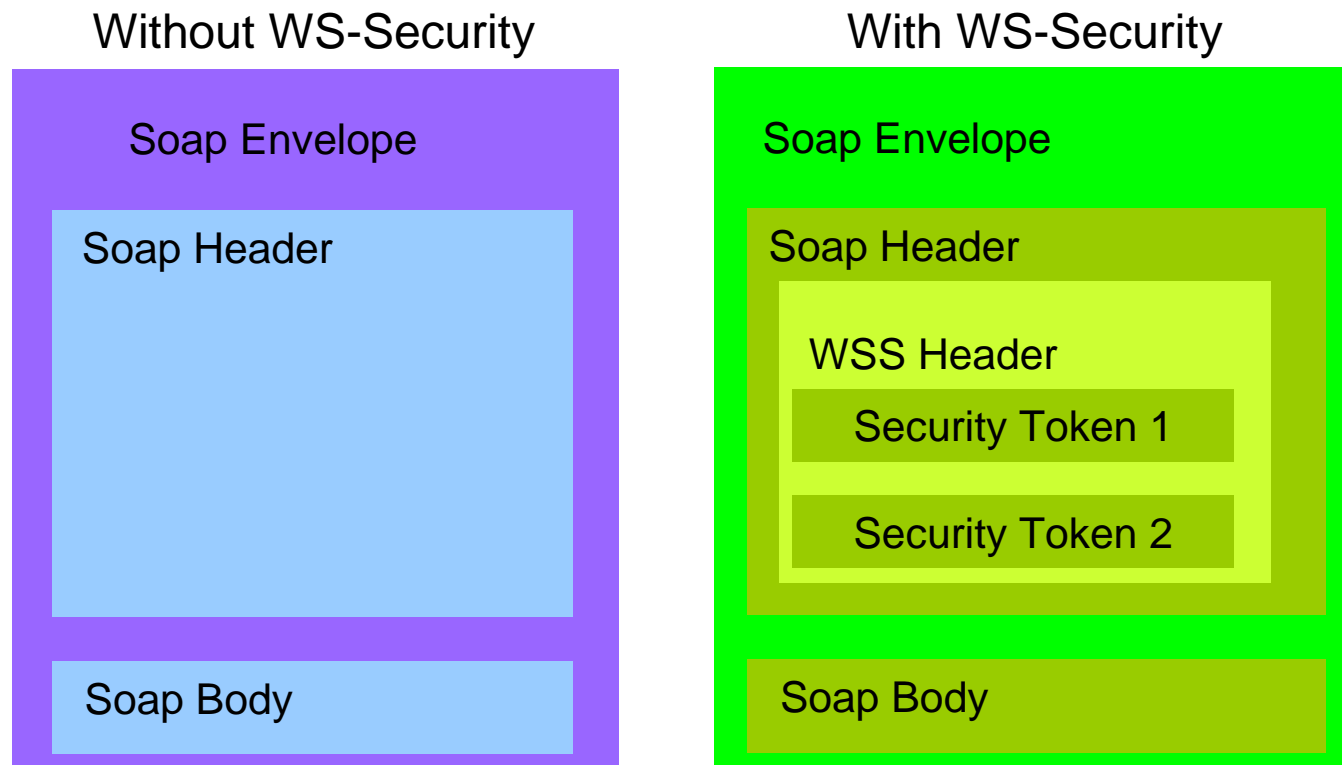 Without WS-Security
Soap Envelope
Soap Header
Soap Body
With WS-Security
Soap Envelope
Soap Header
WSS Header
Security Token 1
Security Token 2
Soap Body